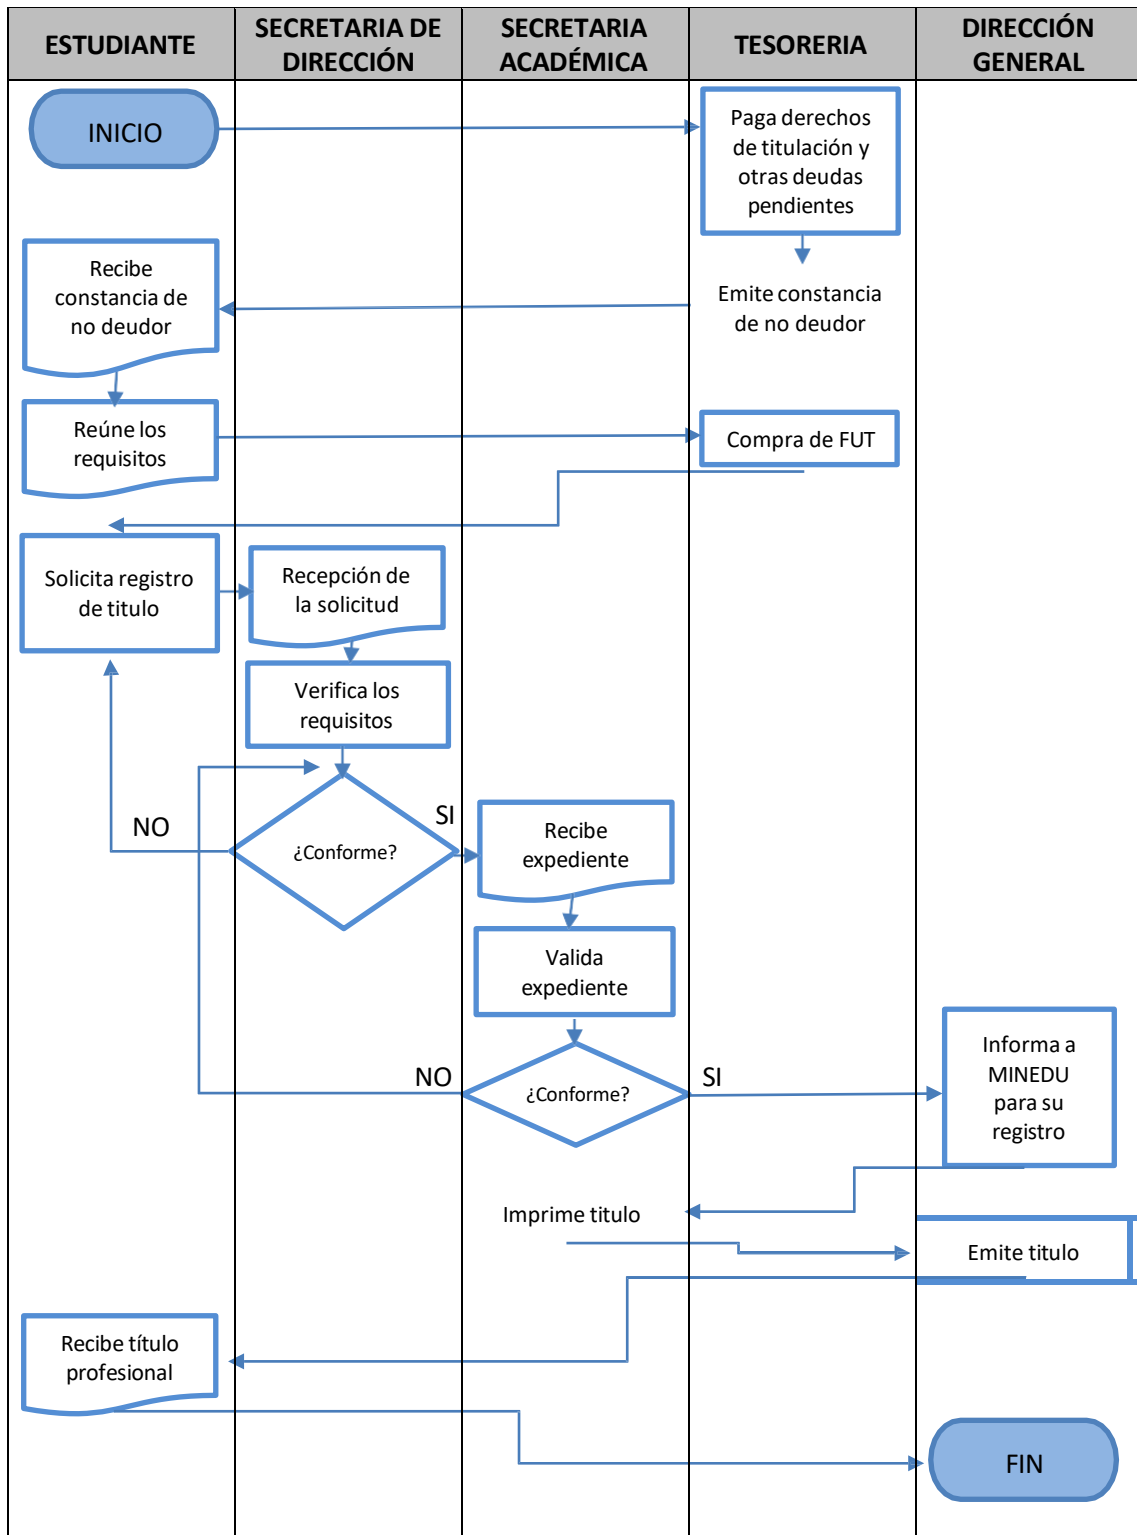 ESTUDIANTE
SECRETARIA DE
DIRECCIÓN
SECRETARIA
ACADÉMICA
TESORERIA
DIRECCIÓN
GENERAL
INICIO
Paga derechos
de titulación y
otras deudas
pendientes
Recibe
constancia de
no deudor
Emite constancia
de no deudor
Reúne los
requisitos
Compra de FUT
Solicita registro
de titulo
Recepción de
la solicitud
Verifica los
requisitos
NO
¿Conforme?
SI
Recibe
expediente
Valida
expediente
NO
¿Conforme?
SI
Informa a
MINEDU
para su
registro
Imprime titulo
Emite titulo
Recibe título
profesional
FIN